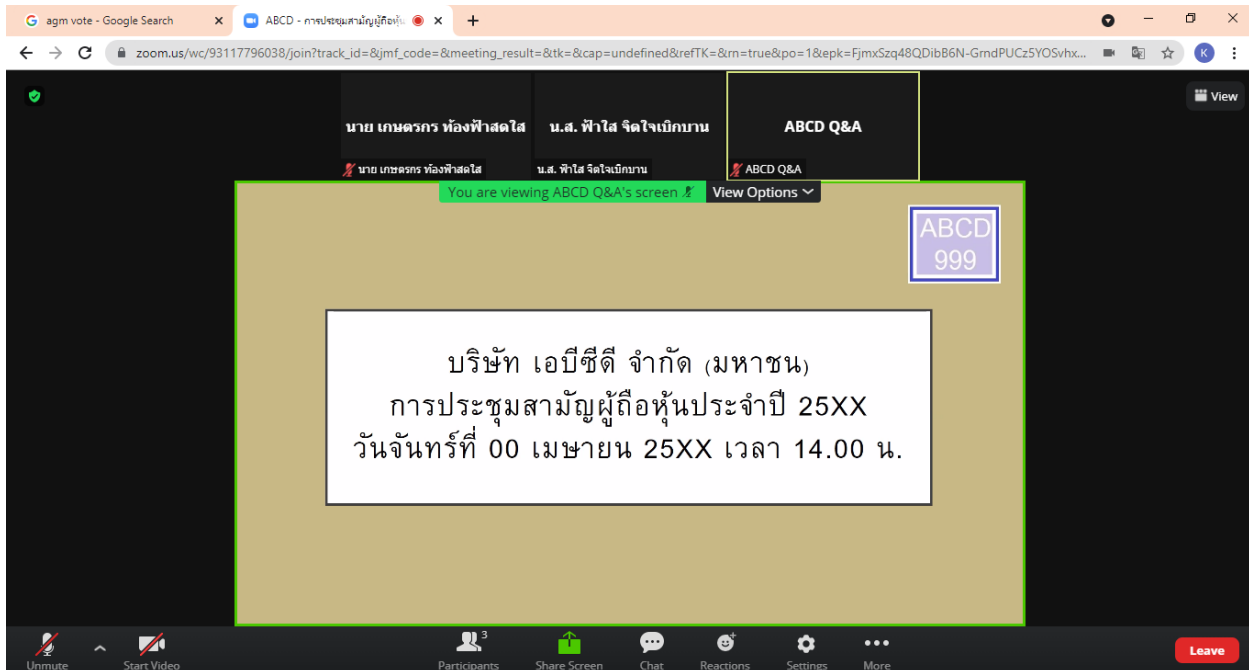 agm vote - Google Search
ABCD - การประชุมสามัญผู้ถือหุ้น
zoom.us/wc/93117796038/join?track_id=&jmf_code=&meeting_result=&tk=&cap=undefined&refTK=&rn=true&po=1&epk=FjmxSzq48QDibB6N-GrndPUCz5YOSvhx...
K
View
นาย เกษตรกร ท้องฟ้าสดใส
น.ส. ฟ้าใส จิตใจเบิกบาน
ABCD Q&A
นาย เกษตรกร ท้องฟ้าสดใส
น.ส. ฟ้าใส จิตใจเบิกบาน
ABCD Q&A
You are viewing ABCD Q&A's screen
View Options
ABCD
999
บริษัท เอบีซีดี จำกัด (มหาชน)
การประชุมสามัญผู้ถือหุ้นประจำปี 25XX
วันจันทร์ที่ 00 เมษายน 25XX เวลา 14.00 น.
Unmute
Start Video
Participants
3
Share Screen
Chat
Reactions
Settings
More
Leave